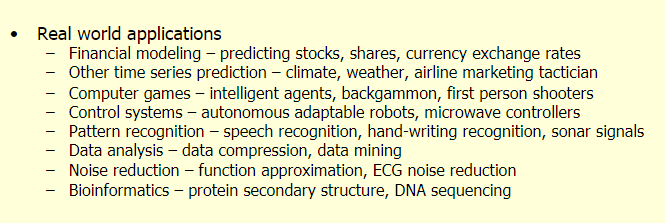 • Real world applications
– Financial modeling – predicting stocks, shares, currency exchange rates
– Other time series prediction – climate, weather, airline marketing tactician
– Computer games – intelligent agents, backgammon, first person shooters
– Control systems – autonomous adaptable robots, microwave controllers
– Pattern recognition – speech recognition, hand-writing recognition, sonar signals
– Data analysis – data compression, data mining
– Noise reduction – function approximation, ECG noise reduction
– Bioinformatics – protein secondary structure, DNA sequencing